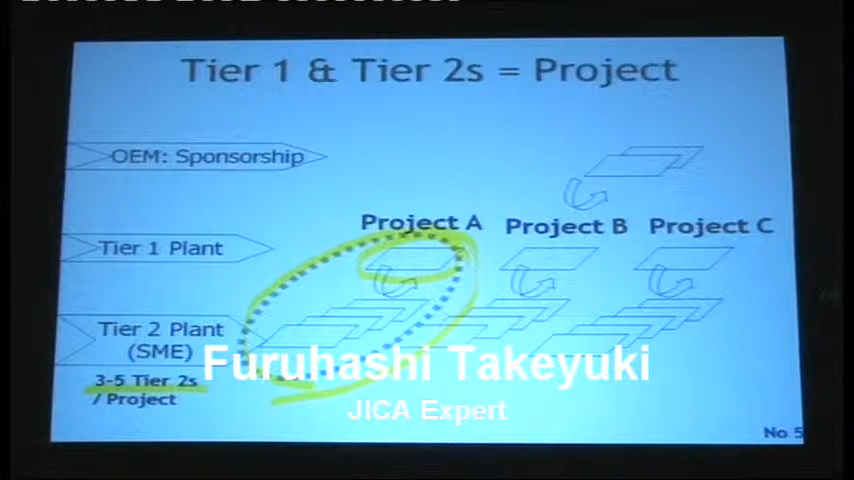 Tier 1 & Tier 2s = Project
OEM: Sponsorship
Project A
Project B
Project C
Tier 1 Plant
Tier 2 Plant
(SME)
3-5 Tier 2s
/ Project
Furuhashi Takeyuki
JICA Expert
No 5